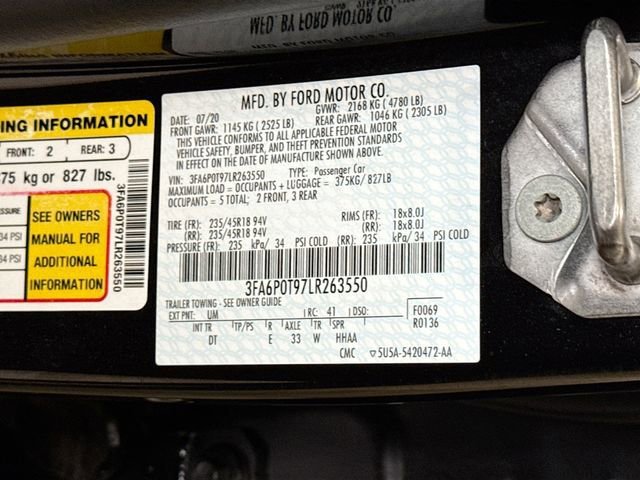 MFD. BY FORD MOTOR CO.
NG INFORMATION
FRONT: 2 REAR: 3
75 kg or 827 lbs.
SEE OWNERS
MANUAL FOR
ADDITIONAL
INFORMATION
34 PSI
34 PSI
3FA6P0T97LR263550
MFD. BY FORD MOTOR CO.
DATE: 07/20 GVWR: 2168 KG ( 4780 LB)
FRONT GAWR: 1145 KG ( 2525 LB) REAR GAWR: 1046 KG ( 2305 LB)
THIS VEHICLE CONFORMS TO ALL APPLICABLE FEDERAL MOTOR
VEHICLE SAFETY, BUMPER, AND THEFT PREVENTION STANDARDS
IN EFFECT ON THE DATE OF MANUFACTURE SHOWN ABOVE.
VIN: 3FA6P0T97LR263550 TYPE: Passenger Car
MAXIMUM LOAD = OCCUPANTS + LUGGAGE = 375KG/827LB
OCCUPANTS = 5 TOTAL; 2 FRONT, 3 REAR
TIRE (FR): 235/45R18 94V RIMS (FR): 18x8.0J
(RR): 235/45R18 94V (RR): 18x8.0J
PRESSURE (FR): 235 kPa/ 34 PSI COLD (RR): 235 kPa/ 34 PSI COLD
3FA6P0T97LR263550
TRAILER TOWING - SEE OWNER GUIDE
EXT PNT: UM RC: 41 DSO: F0069
R0136
INT TR TP/PS R AXLE TR SPR
DT E 33 W HHAA
CMC ▽5U5A-5420472-AA